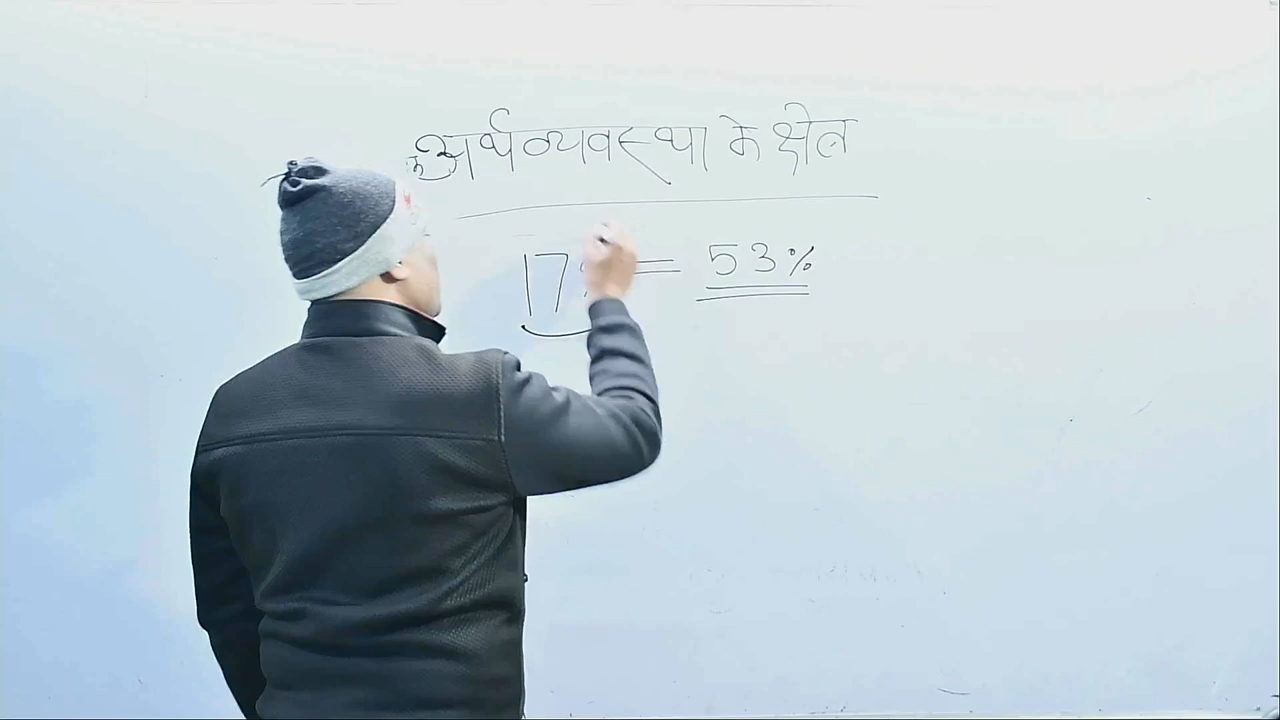 अर्थव्यवस्था के क्षेत्र
17 = 53%